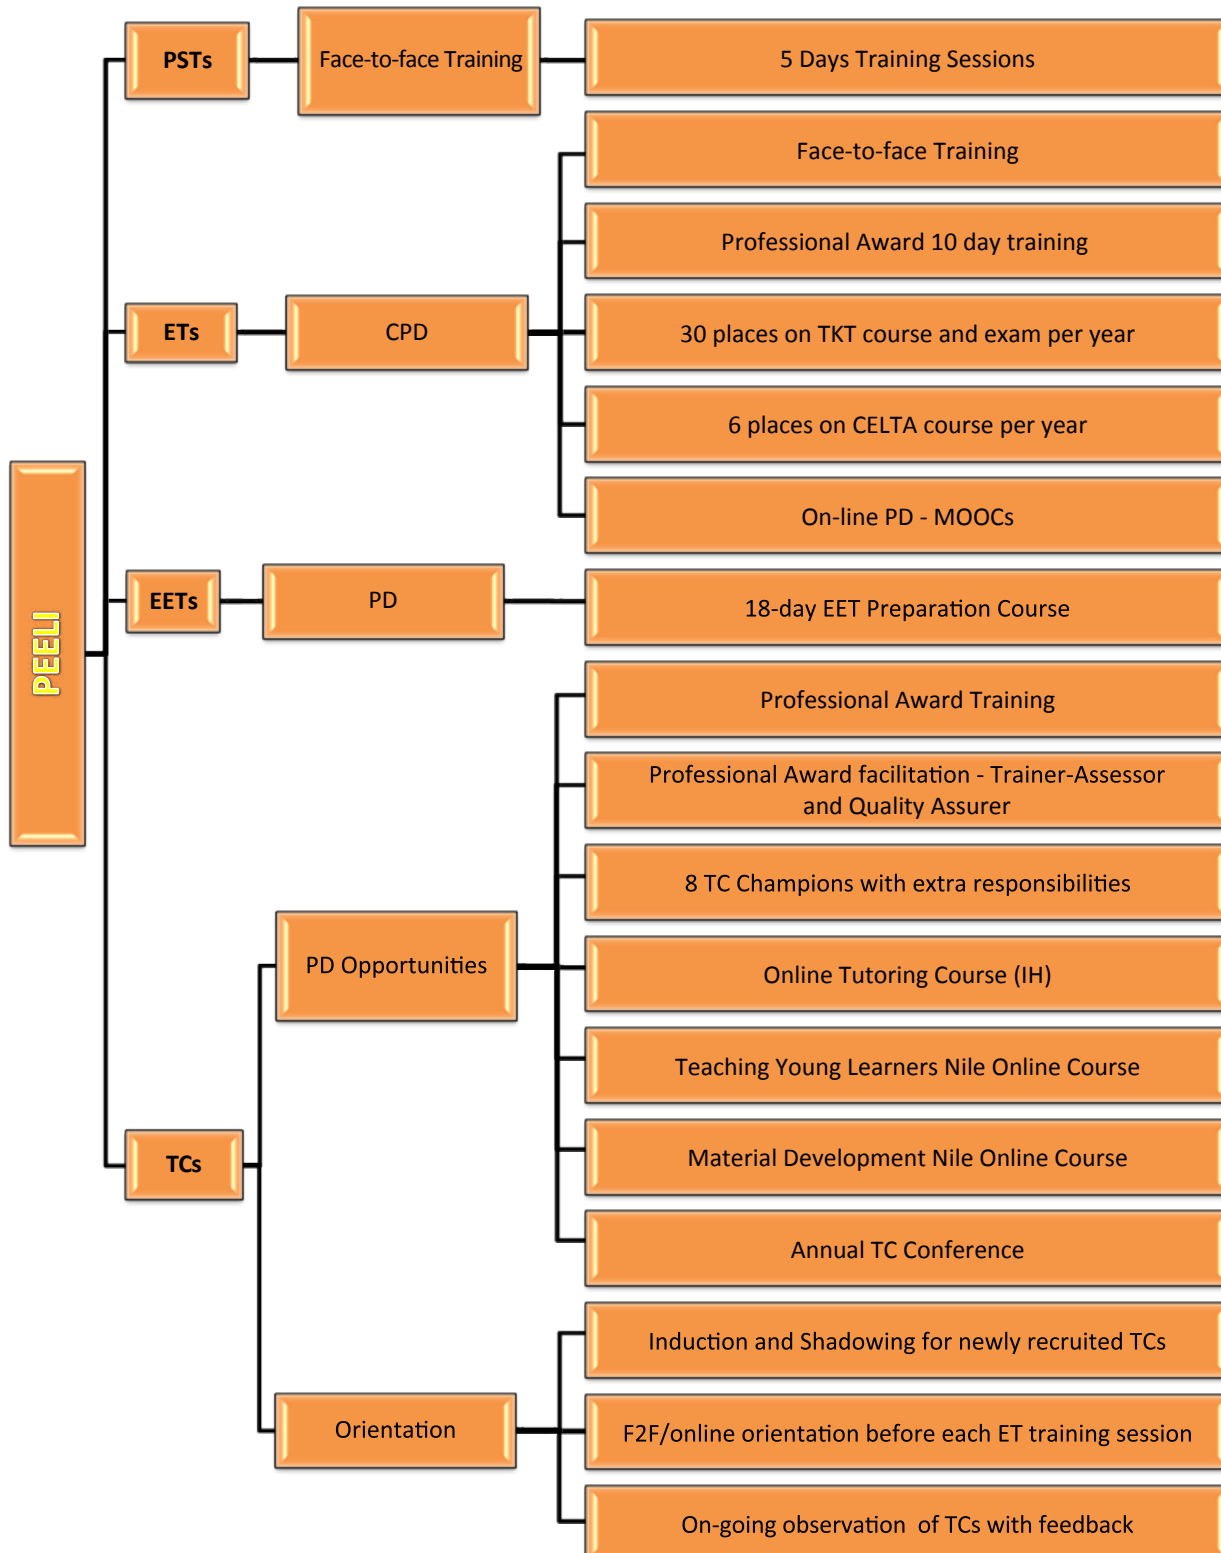 PEELI
PSTs
Face-to-face Training
5 Days Training Sessions
ETs
CPD
Face-to-face Training
Professional Award 10 day training
30 places on TKT course and exam per year
6 places on CELTA course per year
On-line PD - MOOCs
EETs
PD
18-day EET Preparation Course
TCs
PD Opportunities
Professional Award Training
Professional Award facilitation - Trainer-Assessor
and Quality Assurer
8 TC Champions with extra responsibilities
Online Tutoring Course (IH)
Teaching Young Learners Nile Online Course
Material Development Nile Online Course
Annual TC Conference
Orientation
Induction and Shadowing for newly recruited TCs
F2F/online orientation before each ET training session
On-going observation of TCs with feedback